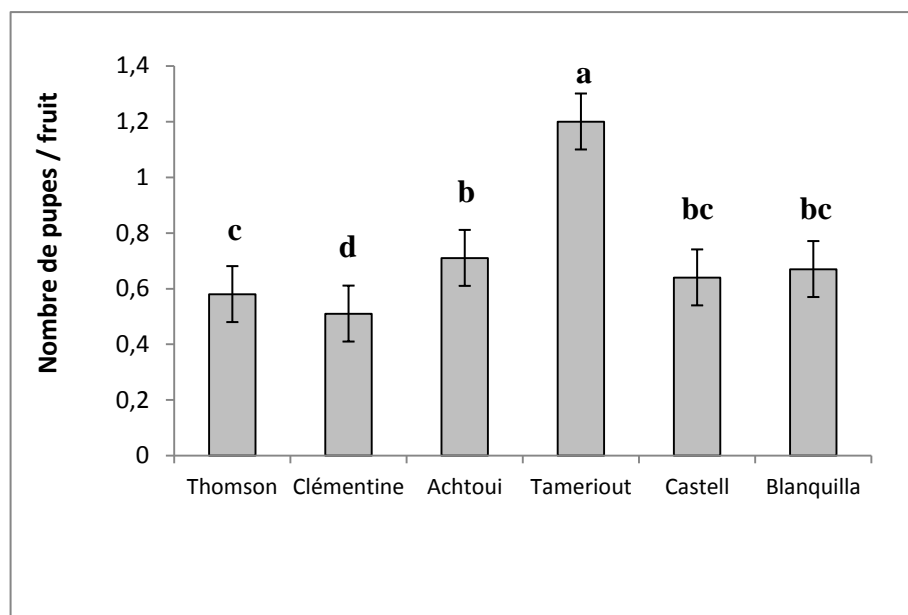 Nombre de pupes / fruit
1,4
1,2
1
0,8
0,6
0,4
0,2
0
c
d
b
a
bc
bc
Thomson
Clémentine
Achtoui
Tameriout
Castell
Blanquilla